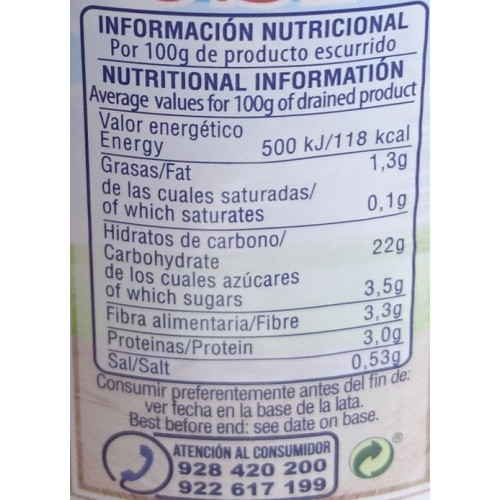 INFORMACIÓN NUTRICIONAL
Por 100g de producto escurrido
NUTRITIONAL INFORMATIÓN
Average values for 100g of drained product
Valor energético
Energy 500 kJ/118 kcal
Grasas/Fat 1,3g
de las cuales saturadas/
of which saturates 0,1g
Hidratos de carbono/
Carbohydrate 22g
de los cuales azúcares
of which sugars 3,5g
Fibra alimentaria/Fibre 3,3g
Proteinas/Protein 3,0g
Sal/Salt 0,53g
Consumir preferentemente antes del fin de:
ver fecha en la base de la lata.
Best before end: see date on base.
ATENCIÓN AL CONSUMIDOR
928 420 200
922 617 199
®